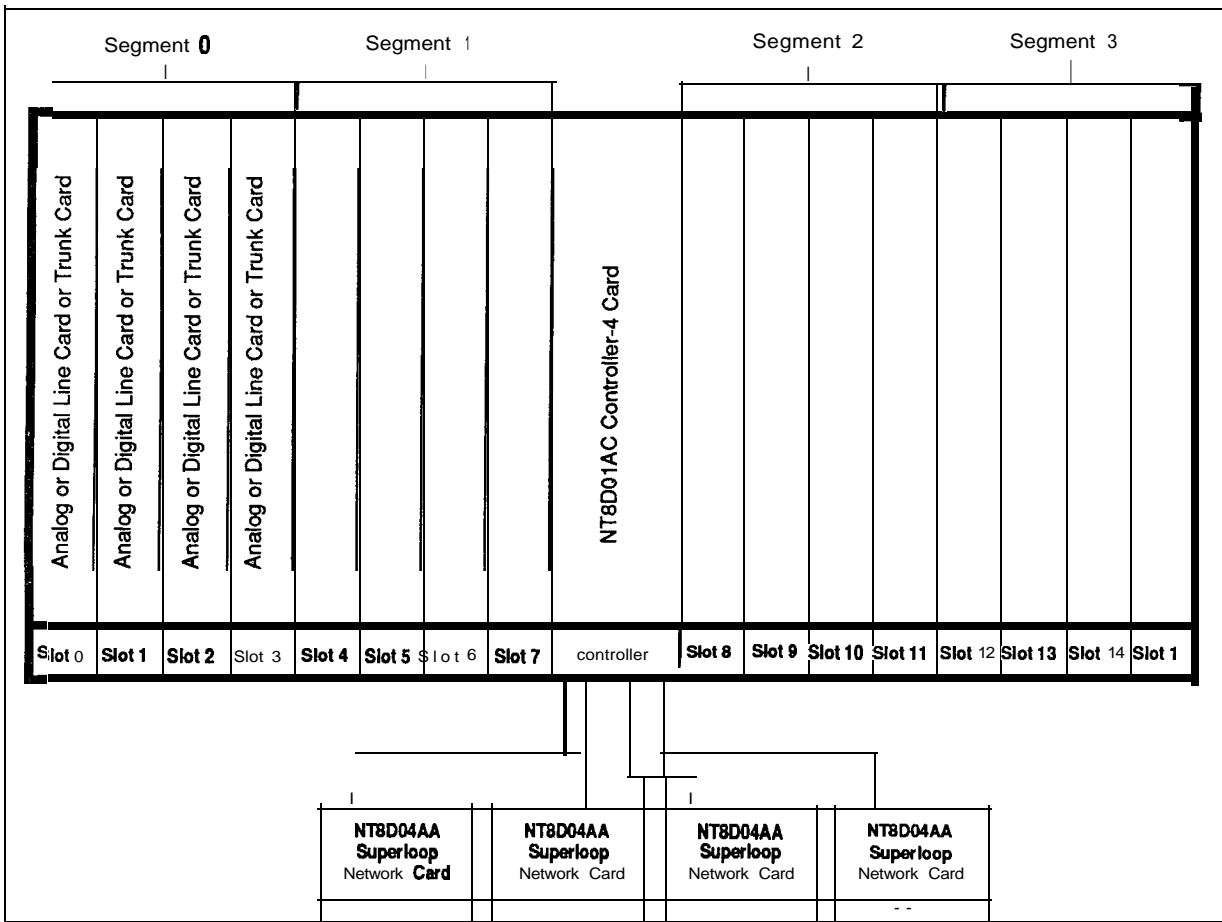 Segment 0
Segment 1
Segment 2
Segment 3
Analog or Digital Line Card or Trunk Card
Analog or Digital Line Card or Trunk Card
Analog or Digital Line Card or Trunk Card
Analog or Digital Line Card or Trunk Card
NT8D01AC Controller-4 Card
Slot 0 Slot 1 Slot 2 Slot 3 Slot 4 Slot 5 Slot 6 Slot 7 controller Slot 8 Slot 9 Slot 10 Slot 11 Slot 12 Slot 13 Slot 14 Slot 1
NT8D04AA
Superloop
Network Card
NT8D04AA
Superloop
Network Card
NT8D04AA
Superloop
Network Card
NT8D04AA
Superloop
Network Card